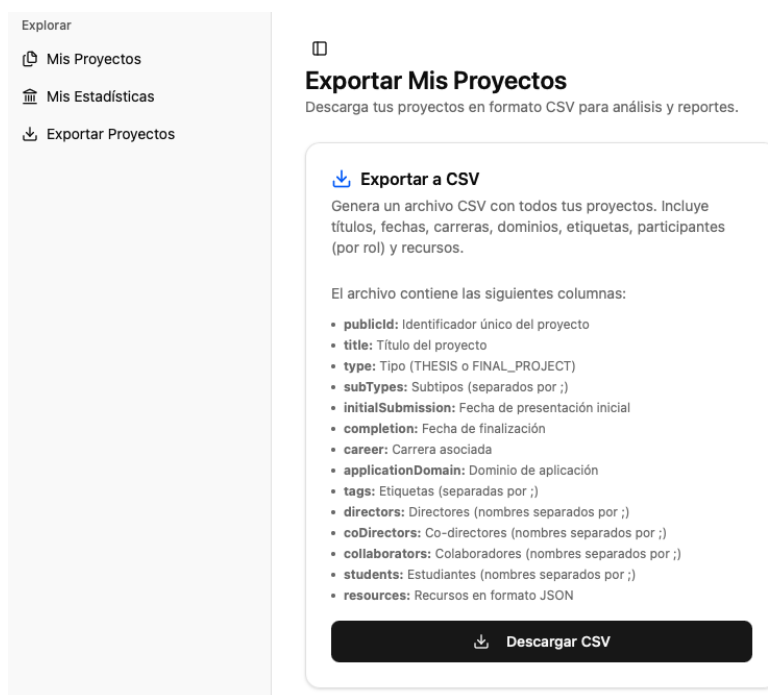 Explorar
Mis Proyectos
Mis Estadísticas
Exportar Proyectos
Exportar Mis Proyectos
Descarga tus proyectos en formato CSV para análisis y reportes.
Exportar a CSV
Genera un archivo CSV con todos tus proyectos. Incluye
títulos, fechas, carreras, dominios, etiquetas, participantes
(por rol) y recursos.
El archivo contiene las siguientes columnas:
• publicId: Identificador único del proyecto
• title: Título del proyecto
• type: Tipo (THESIS o FINAL_PROJECT)
• subTypes: Subtipos (separados por ;)
• initialSubmission: Fecha de presentación inicial
• completion: Fecha de finalización
• career: Carrera asociada
• applicationDomain: Dominio de aplicación
• tags: Etiquetas (separadas por ;)
• directors: Directores (nombres separados por ;)
• coDirectors: Co-directores (nombres separados por ;)
• collaborators: Colaboradores (nombres separados por ;)
• students: Estudiantes (nombres separados por ;)
• resources: Recursos en formato JSON
Descargar CSV